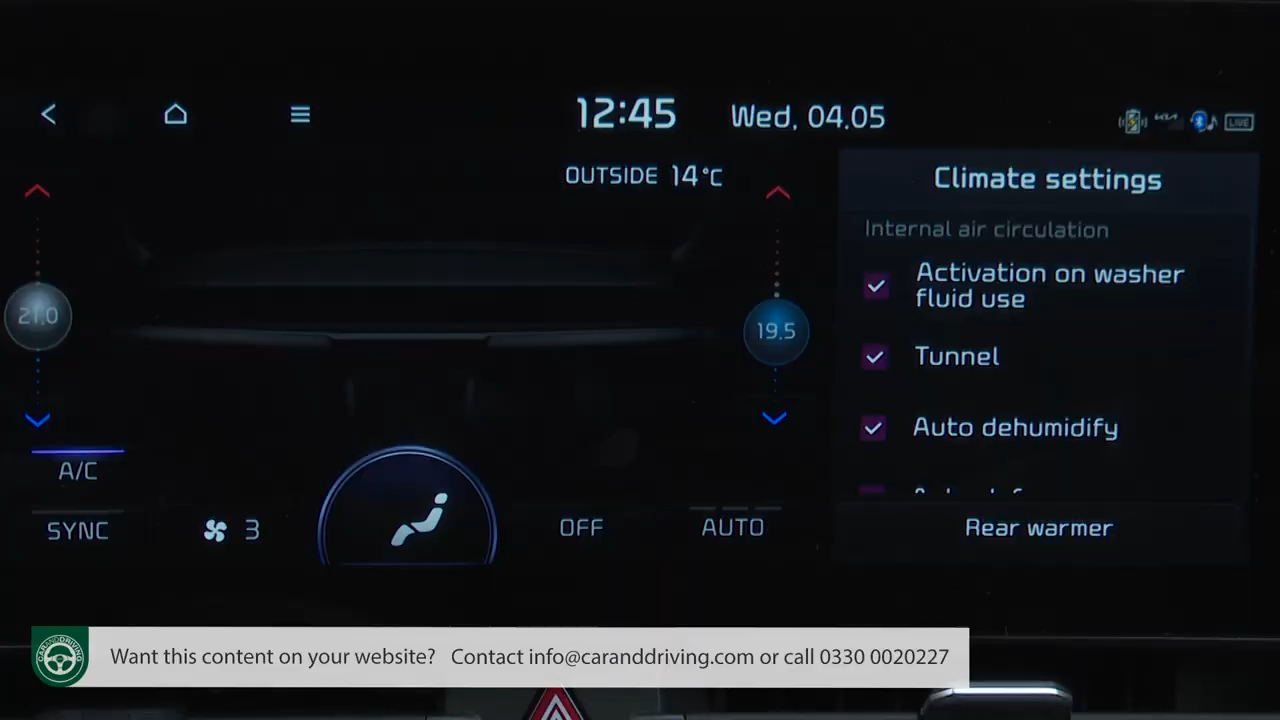 12:45
Wed, 04.05
LIVE
OUTSIDE 14°C
Climate settings
Internal air circulation
Activation on washer
fluid use
Tunnel
Auto dehumidify
Rear warmer
21.0
19.5
A/C
SYNC
3
OFF
AUTO
CARANDDRIVING
Want this content on your website? Contact info@caranddriving.com or call 0330 0020227